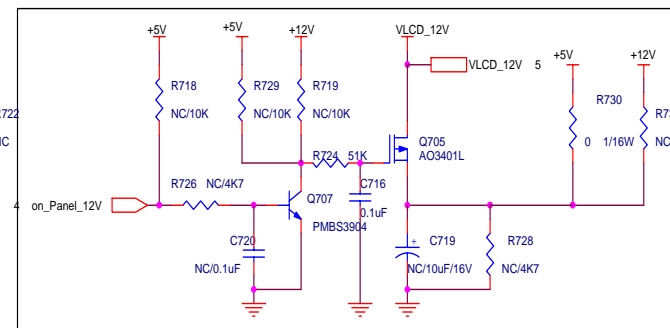 +5V
+5V
+12V
VLCD_12V
VLCD_12V 5
+5V
+12V
R718
NC/10K
R729
NC/10K
R719
NC/10K
R722
NC
R730
0 1/16W
NC
Q705
AO3401L
R724 51K
R726 NC/4K7
Q707
PMBS3904
C716
0.1uF
4 on_Panel_12V
C720
NC/0.1uF
+
C719
NC/10uF/16V
R728
NC/4K7